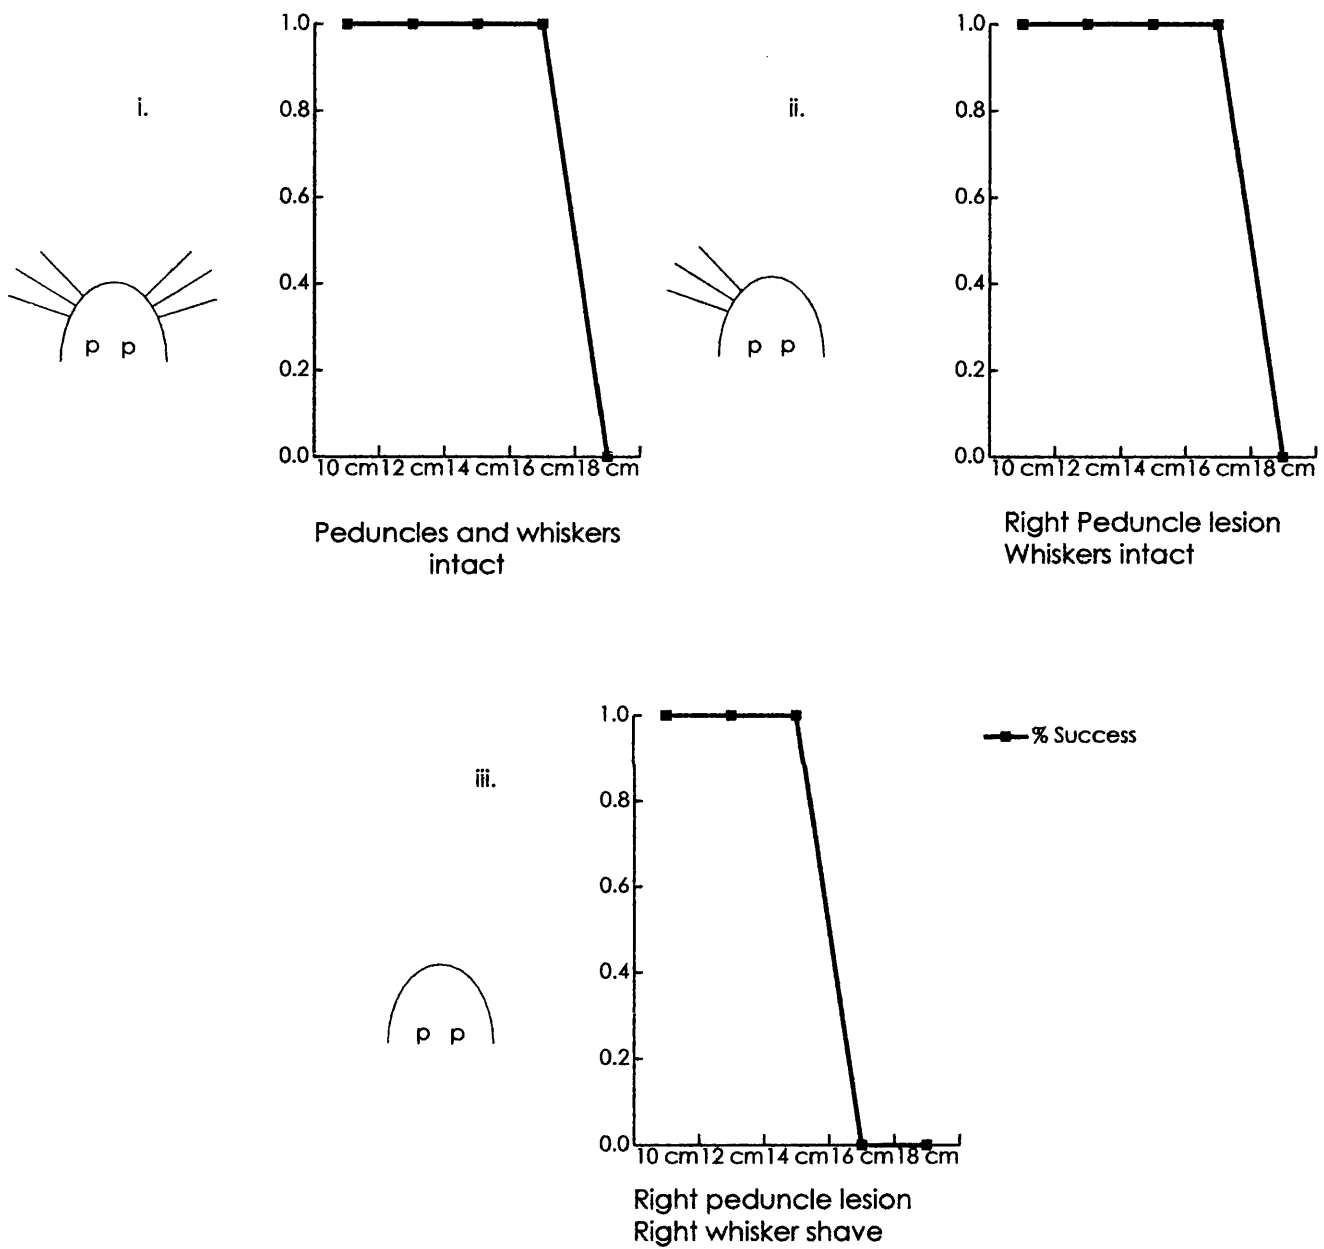 i.
1.0
0.8
0.6
0.4
0.2
0.0
10 cm 12 cm 14 cm 16 cm 18 cm
p p
Peduncles and whiskers
intact
ii.
1.0
0.8
0.6
0.4
0.2
0.0
10 cm 12 cm 14 cm 16 cm 18 cm
p p
Right Peduncle lesion
Whiskers intact
iii.
1.0
0.8
0.6
0.4
0.2
0.0
10 cm 12 cm 14 cm 16 cm 18 cm
p p
% Success
Right peduncle lesion
Right whisker shave